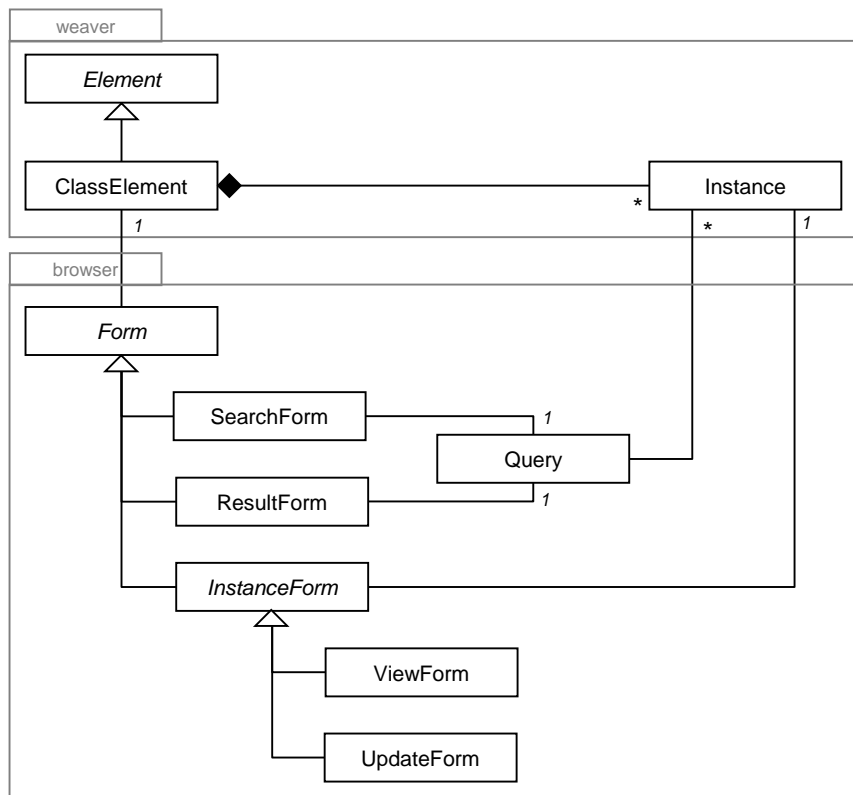 weaver
Element
ClassElement
Instance
*
1
*
1
browser
Form
SearchForm
1
Query
ResultForm
1
InstanceForm
ViewForm
UpdateForm